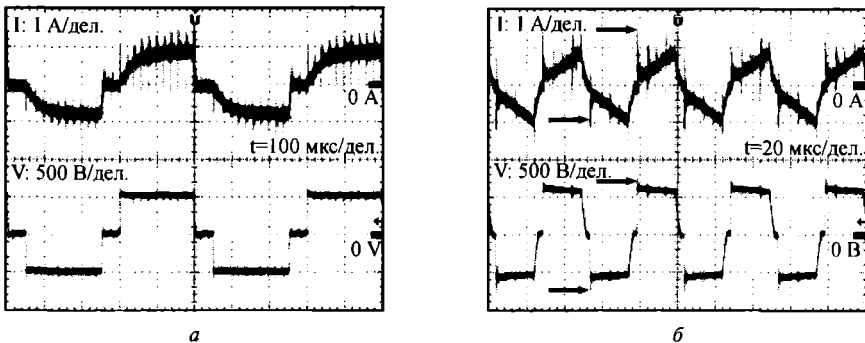 I: 1 А/дел.
0 А
t=100 мкс/дел.
V: 500 В/дел.
0 V
а
I: 1 А/дел.
0 А
t=20 мкс/дел.
V: 500 В/дел.
0 В
б